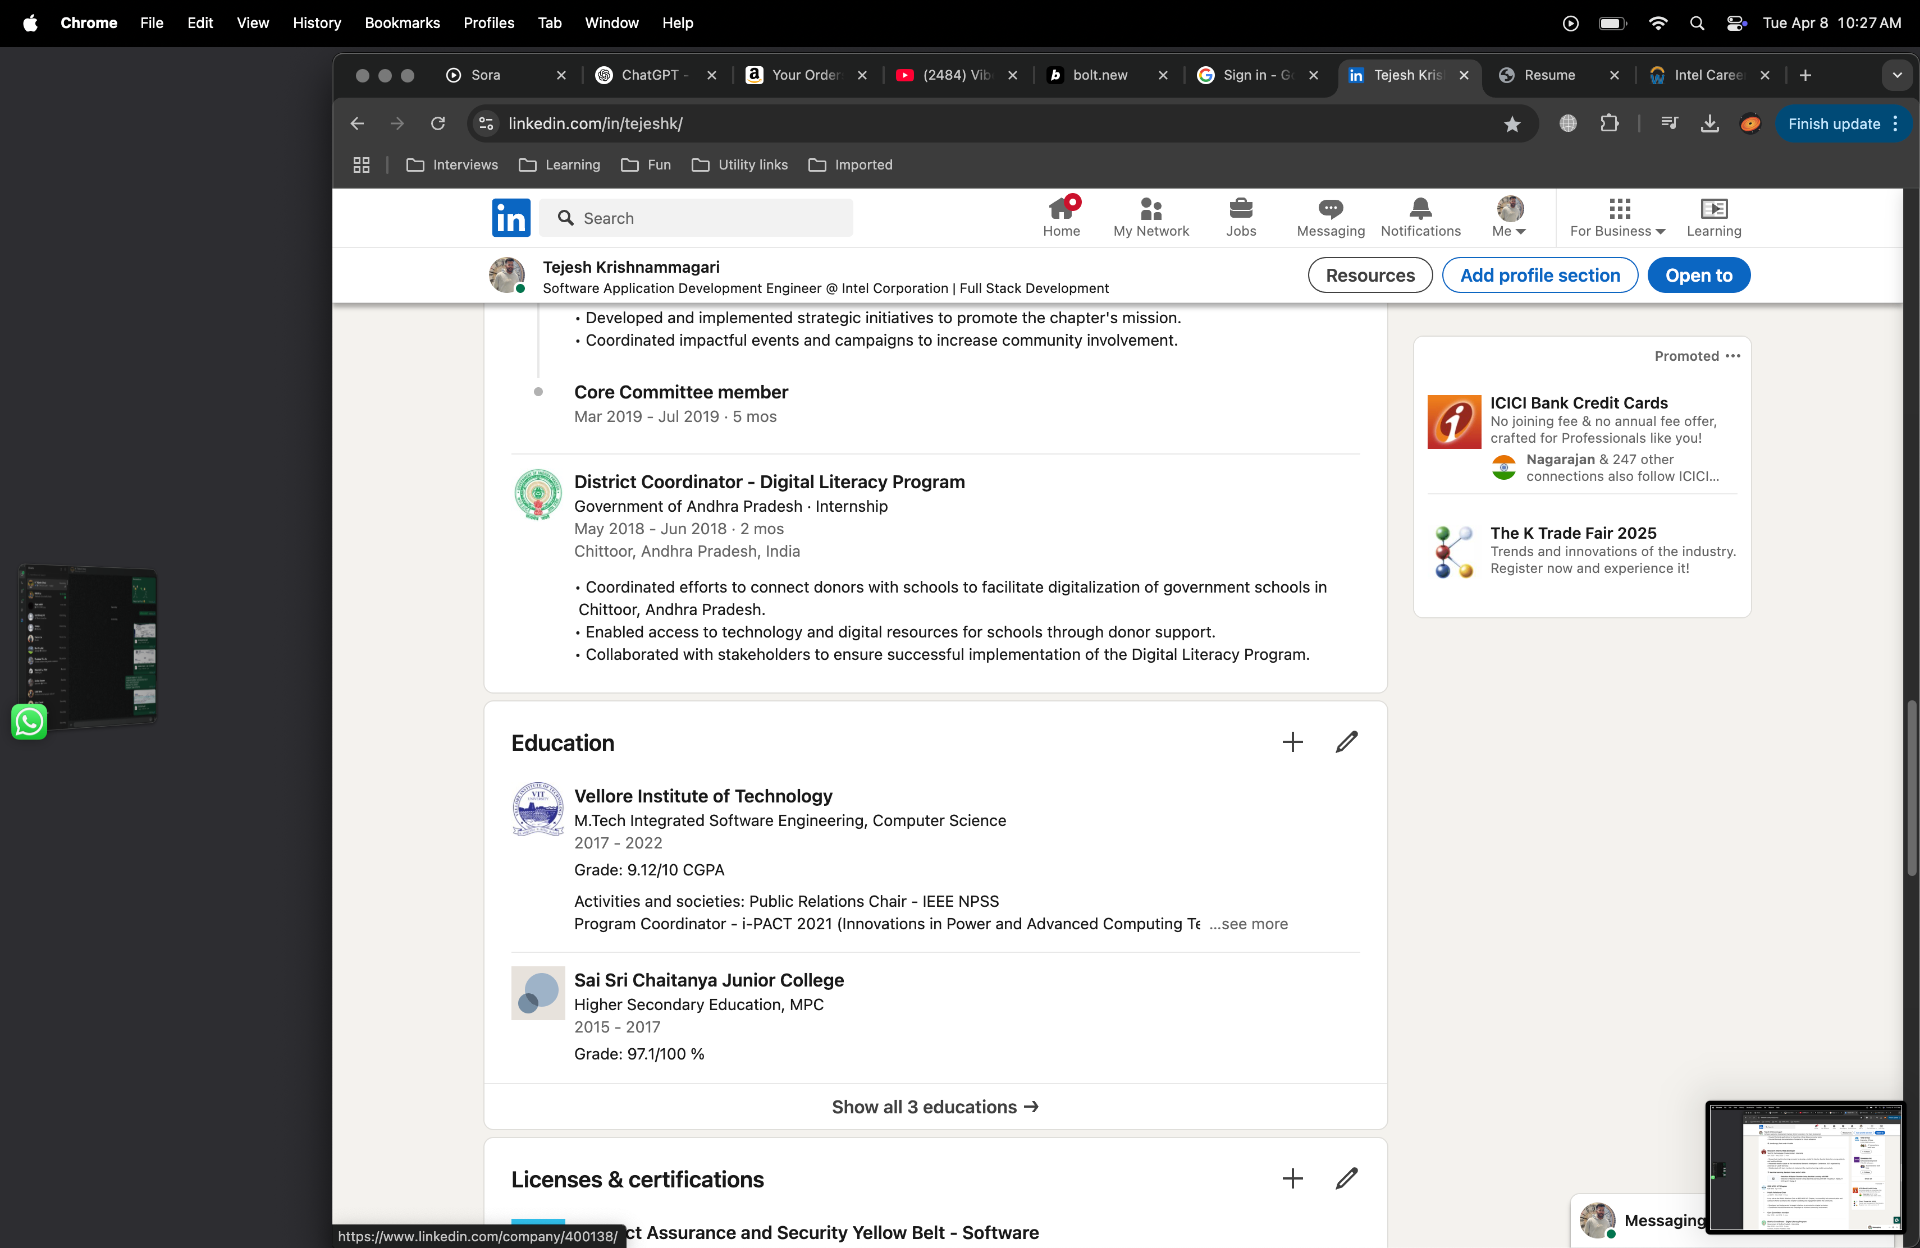 Chrome File Edit View History Bookmarks Profiles Tab Window Help Tue Apr 8 10:27 AM
Sora ChatGPT - Your Order (2484) Vib bolt.new Sign in - Go Tejesh Kris Resume Intel Caree
linkedin.com/in/tejeshk/ Finish update
Interviews Learning Fun Utility links Imported
in Search Home My Network Jobs Messaging Notifications Me For Business Learning
Tejesh Krishnammagari
Software Application Development Engineer @ Intel Corporation | Full Stack Development
Resources Add profile section Open to
• Developed and implemented strategic initiatives to promote the chapter's mission.
• Coordinated impactful events and campaigns to increase community involvement.
Core Committee member
Mar 2019 - Jul 2019 · 5 mos
District Coordinator - Digital Literacy Program
Government of Andhra Pradesh · Internship
May 2018 - Jun 2018 · 2 mos
Chittoor, Andhra Pradesh, India
• Coordinated efforts to connect donors with schools to facilitate digitalization of government schools in
Chittoor, Andhra Pradesh.
• Enabled access to technology and digital resources for schools through donor support.
• Collaborated with stakeholders to ensure successful implementation of the Digital Literacy Program.
Promoted
ICICI Bank Credit Cards
No joining fee & no annual fee offer,
crafted for Professionals like you!
Nagarajan & 247 other
connections also follow ICICI...
The K Trade Fair 2025
Trends and innovations of the industry.
Register now and experience it!
Education
Vellore Institute of Technology
M.Tech Integrated Software Engineering, Computer Science
2017 - 2022
Grade: 9.12/10 CGPA
Activities and societies: Public Relations Chair - IEEE NPSS
Program Coordinator - i-PACT 2021 (Innovations in Power and Advanced Computing Te ...see more
Sai Sri Chaitanya Junior College
Higher Secondary Education, MPC
2015 - 2017
Grade: 97.1/100 %
Show all 3 educations →
Licenses & certifications
ct Assurance and Security Yellow Belt - Software
https://www.linkedin.com/company/400138/
Messaging